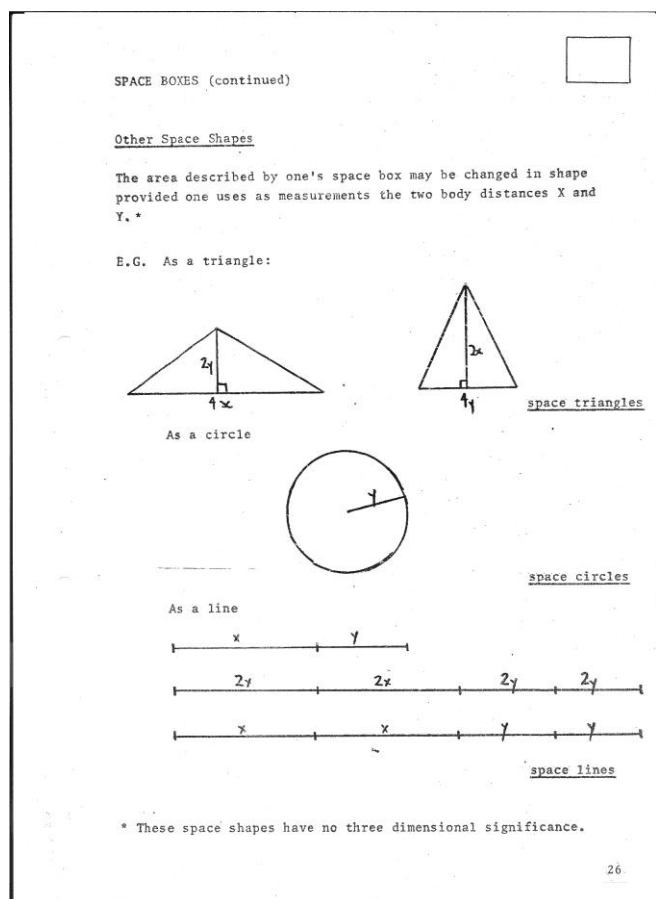 SPACE BOXES (continued)
Other Space Shapes
The area described by one's space box may be changed in shape
provided one uses as measurements the two body distances X and
Y. *
E.G. As a triangle:
2y
4x
2x
4y
space triangles
As a circle
y
space circles
As a line
x y
2x 2x 2y 2y
x x y y
space lines
* These space shapes have no three dimensional significance.
26